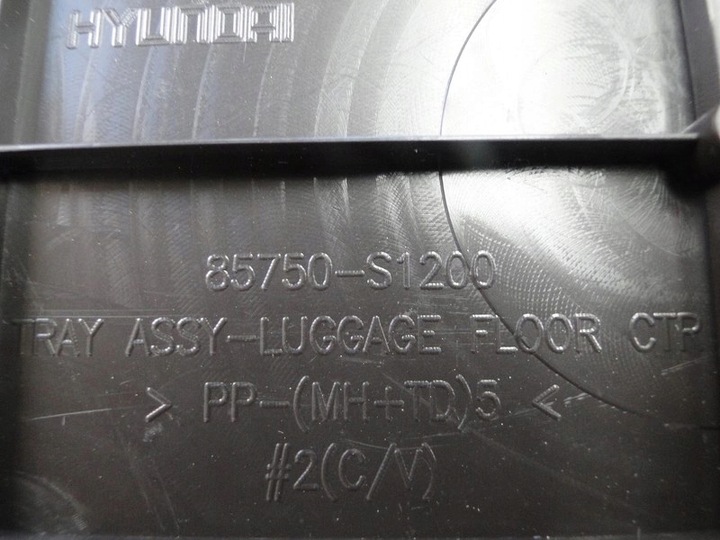 HYUNDAI
85750-S1200
TRAY ASSY-LUGGAGE FLOOR CTR
> PP-(MH+TD)5 <
#2(C/V)